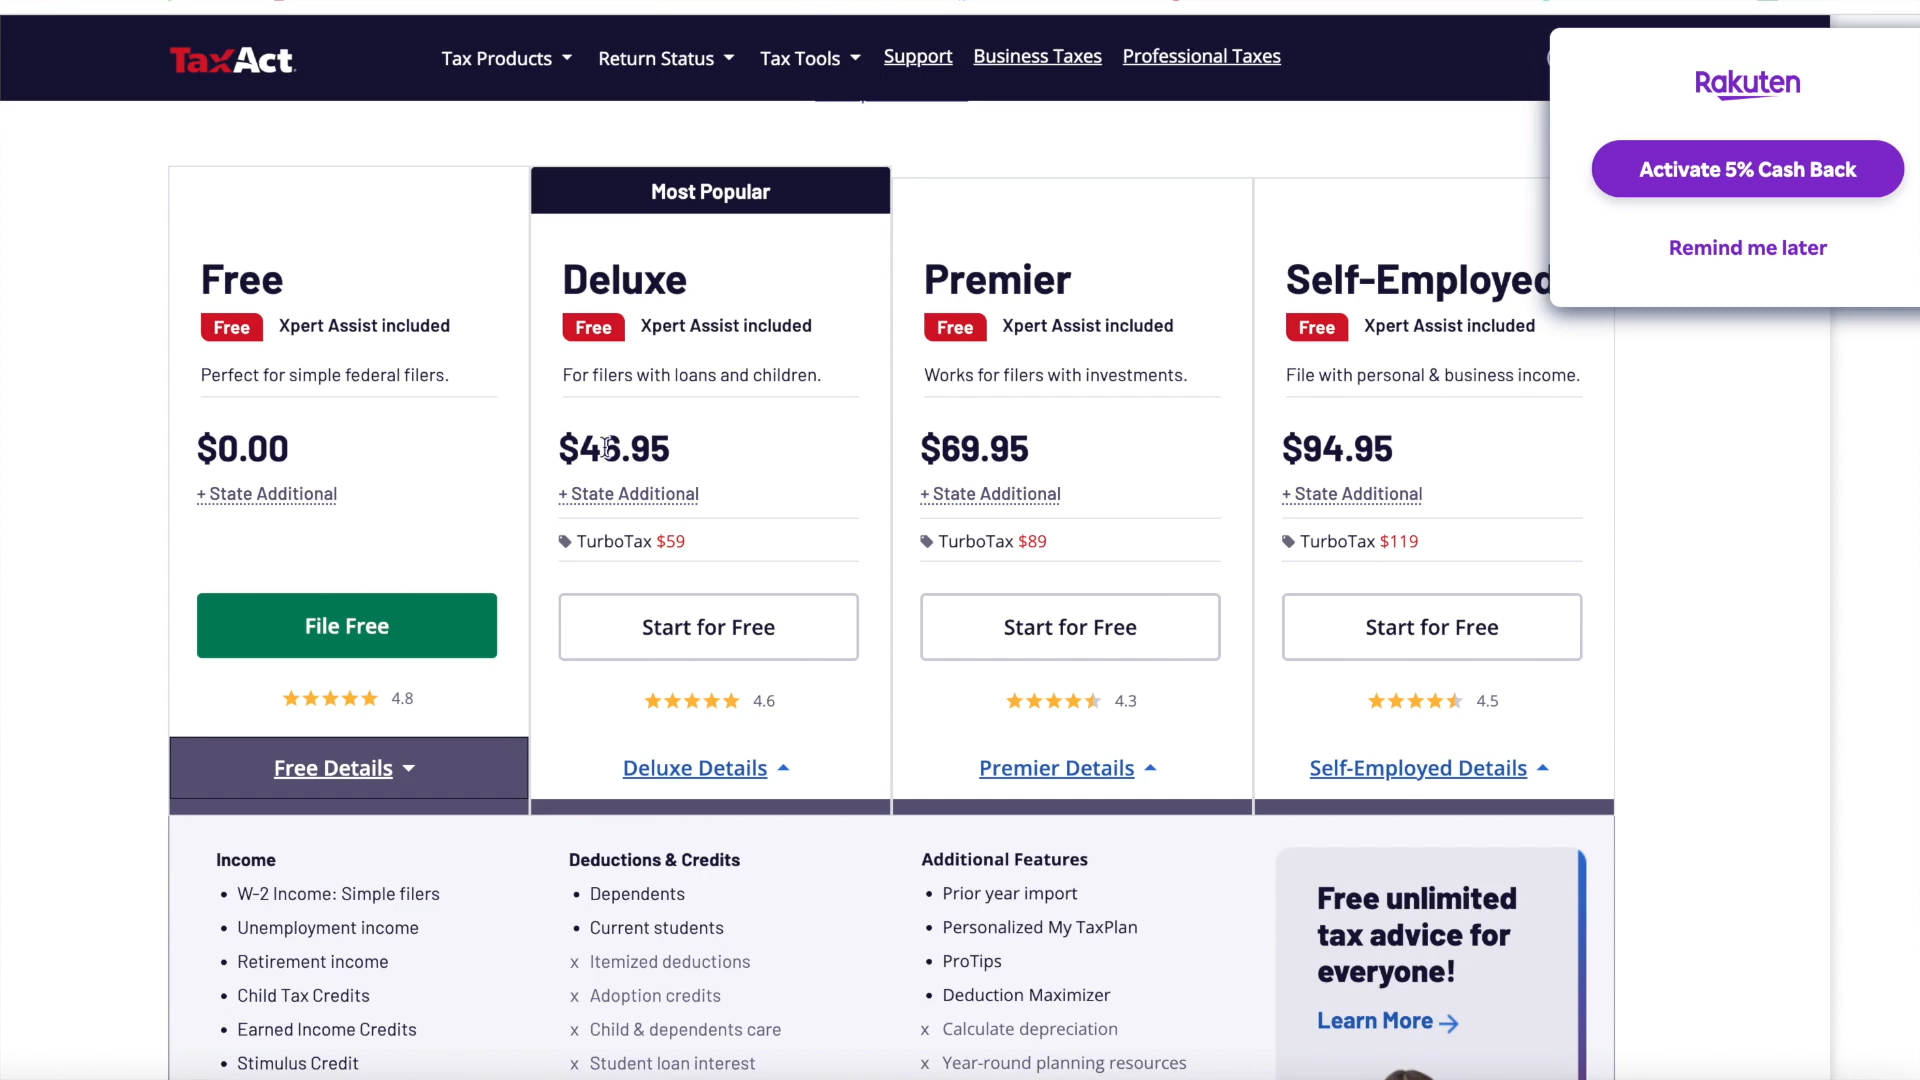 TaxAct.
Tax Products
Return Status
Tax Tools
Support
Business Taxes
Professional Taxes
Rakuten
Activate 5% Cash Back
Remind me later
Free
Free Xpert Assist included
Perfect for simple federal filers.
$0.00
+ State Additional
File Free
4.8
Free Details
Most Popular
Deluxe
Free Xpert Assist included
For filers with loans and children.
$46.95
+ State Additional
TurboTax $59
Start for Free
4.6
Deluxe Details
Premier
Free Xpert Assist included
Works for filers with investments.
$69.95
+ State Additional
TurboTax $89
Start for Free
4.3
Premier Details
Self-Employed
Free Xpert Assist included
File with personal & business income.
$94.95
+ State Additional
TurboTax $119
Start for Free
4.5
Self-Employed Details
Income
• W-2 Income: Simple filers
• Unemployment income
• Retirement income
• Child Tax Credits
• Earned Income Credits
• Stimulus Credit
Deductions & Credits
• Dependents
• Current students
x Itemized deductions
x Adoption credits
x Child & dependents care
x Student loan interest
Additional Features
• Prior year import
• Personalized My TaxPlan
• ProTips
• Deduction Maximizer
x Calculate depreciation
x Year-round planning resources
Free unlimited
tax advice for
everyone!
Learn More